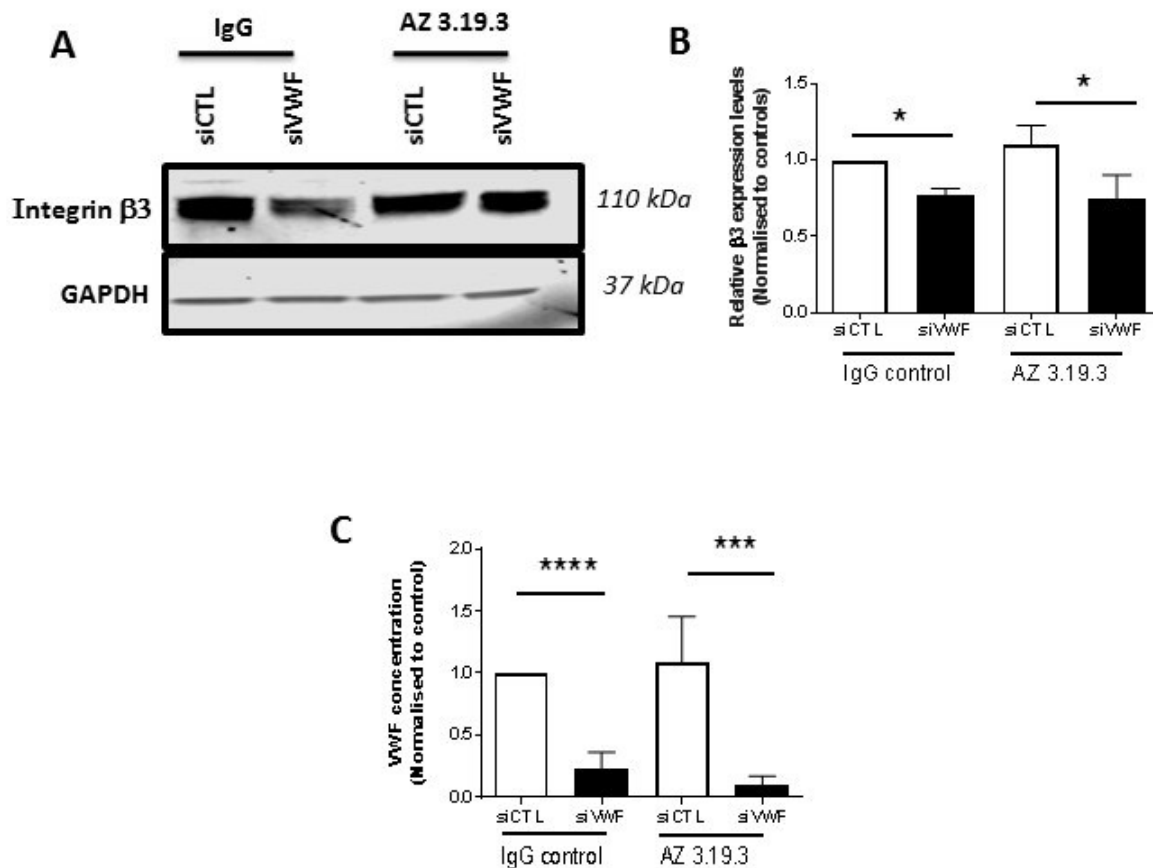 A
IgG
AZ 3.19.3
siCTL
siVWF
siCTL
siVWF
Integrin β3
110 kDa
GAPDH
37 kDa
B
Relative β3 expression levels
(Normalised to controls)
1.5
1.0
0.5
0.0
*
*
siCTL
siVWF
siCTL
siVWF
IgG control
AZ 3.19.3
C
VWF concentration
(Normalised to control)
2.0
1.5
1.0
0.5
0.0
****
***
siCTL
siVWF
siCTL
siVWF
IgG control
AZ 3.19.3